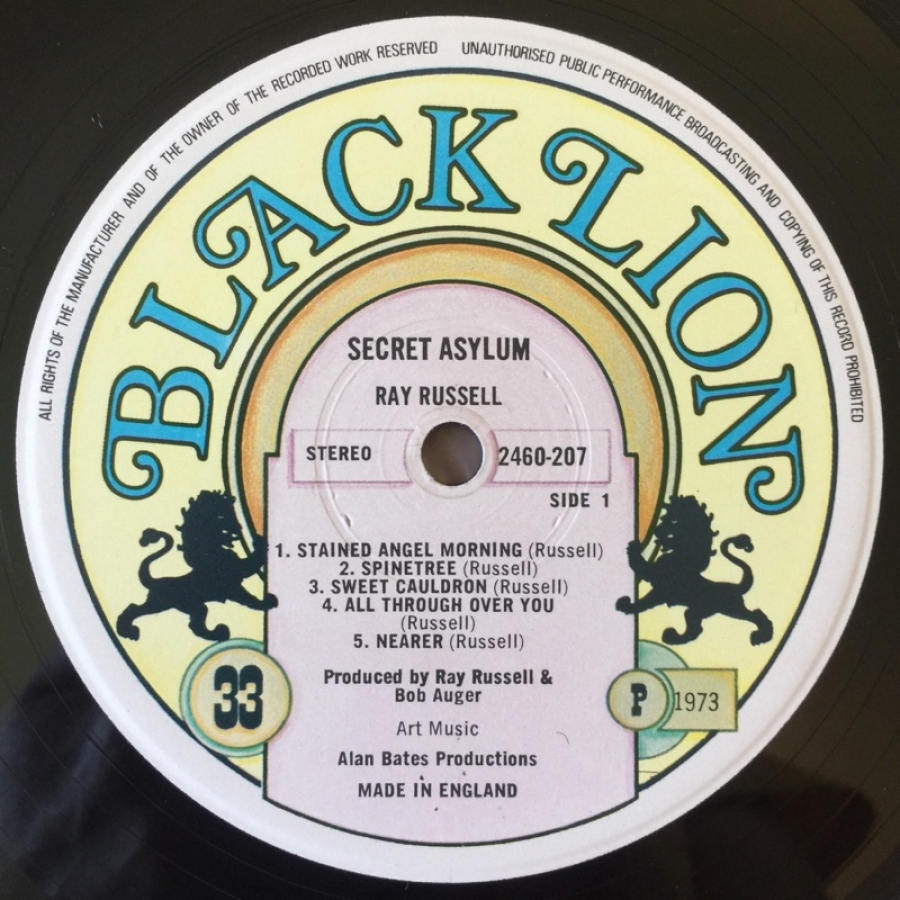 ALL RIGHTS OF THE MANUFACTURER AND OF THE OWNER OF THE RECORDED WORK RESERVED UNAUTHORISED PUBLIC PERFORMANCE BROADCASTING AND COPYING OF THIS RECORD PROHIBITED
BLACK LION
SECRET ASYLUM
RAY RUSSELL
STEREO 2460-207
SIDE 1
1. STAINED ANGEL MORNING (Russell)
2. SPINETREE (Russell)
3. SWEET CAULDRON (Russell)
4. ALL THROUGH OVER YOU
(Russell)
5. NEARER (Russell)
33
P 1973
Produced by Ray Russell &
Bob Auger
Art Music
Alan Bates Productions
MADE IN ENGLAND